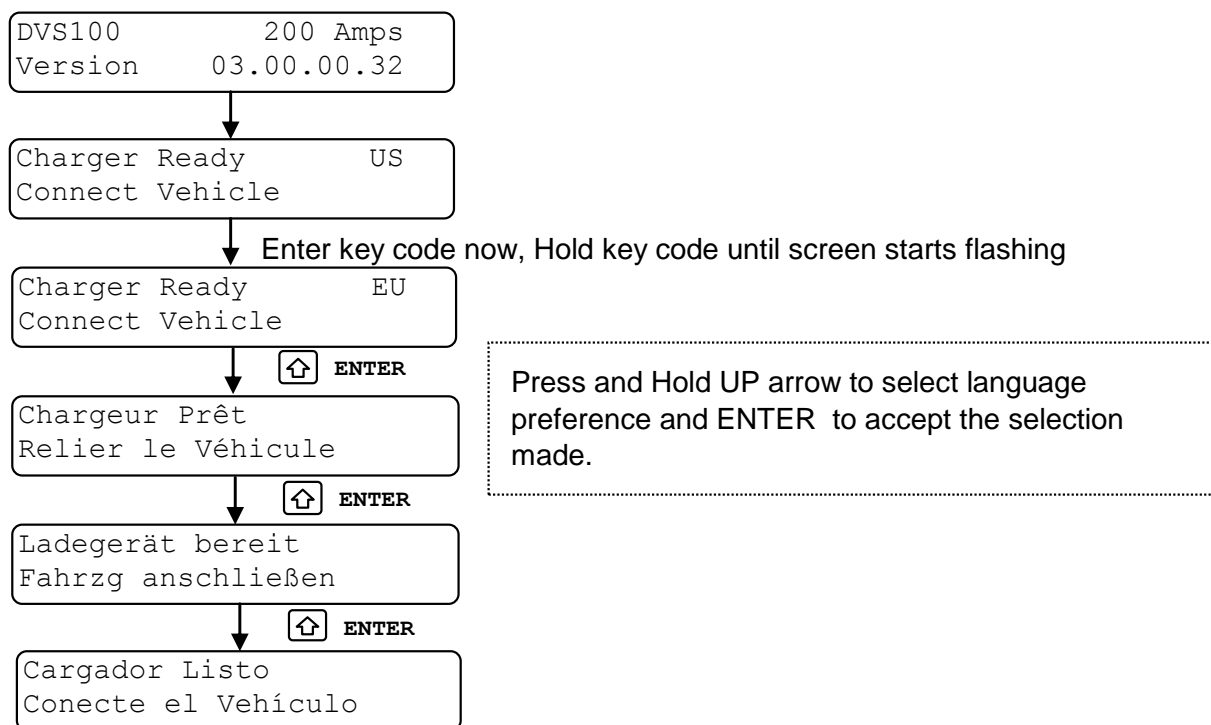 DVS100 200 Amps
Version 03.00.00.32
Charger Ready US
Connect Vehicle
Enter key code now, Hold key code until screen starts flashing
Charger Ready EU
Connect Vehicle
ENTER
Press and Hold UP arrow to select language
preference and ENTER to accept the selection
made.
Chargeur Prêt
Relier le Véhicule
ENTER
Ladegerät bereit
Fahrzg anschließen
ENTER
Cargador Listo
Conecte el Vehículo